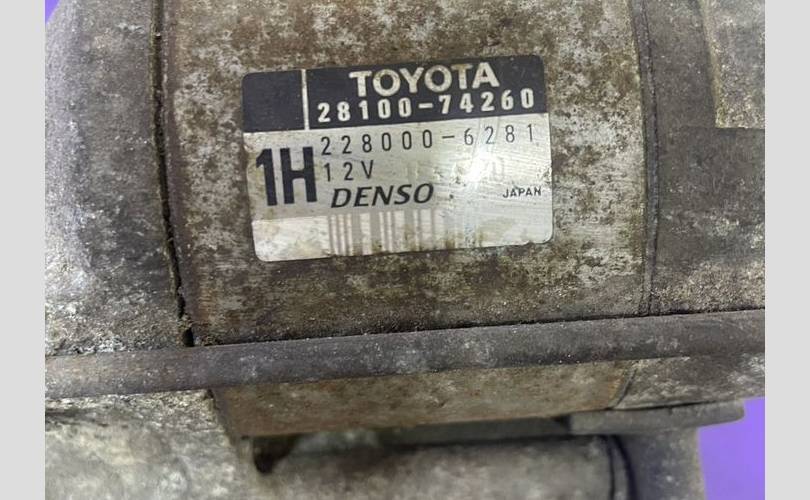 TOYOTA
28100-74260
228000-6281
1H
12V
DENSO
JAPAN